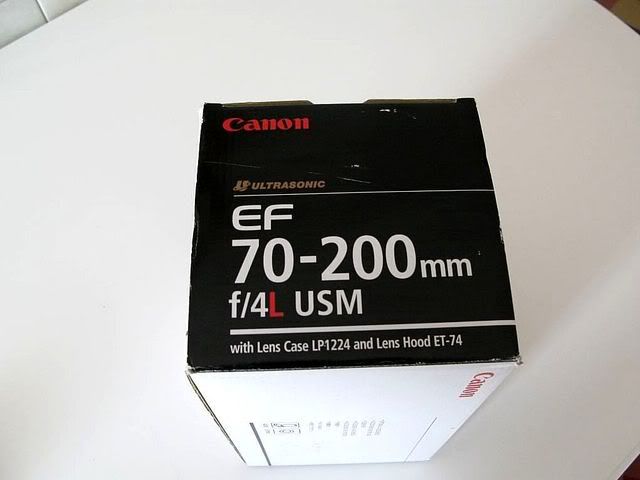 Canon
ULTRASONIC
EF
70-200mm
f/4L USM
with Lens Case LP1224 and Lens Hood ET-74
Canon